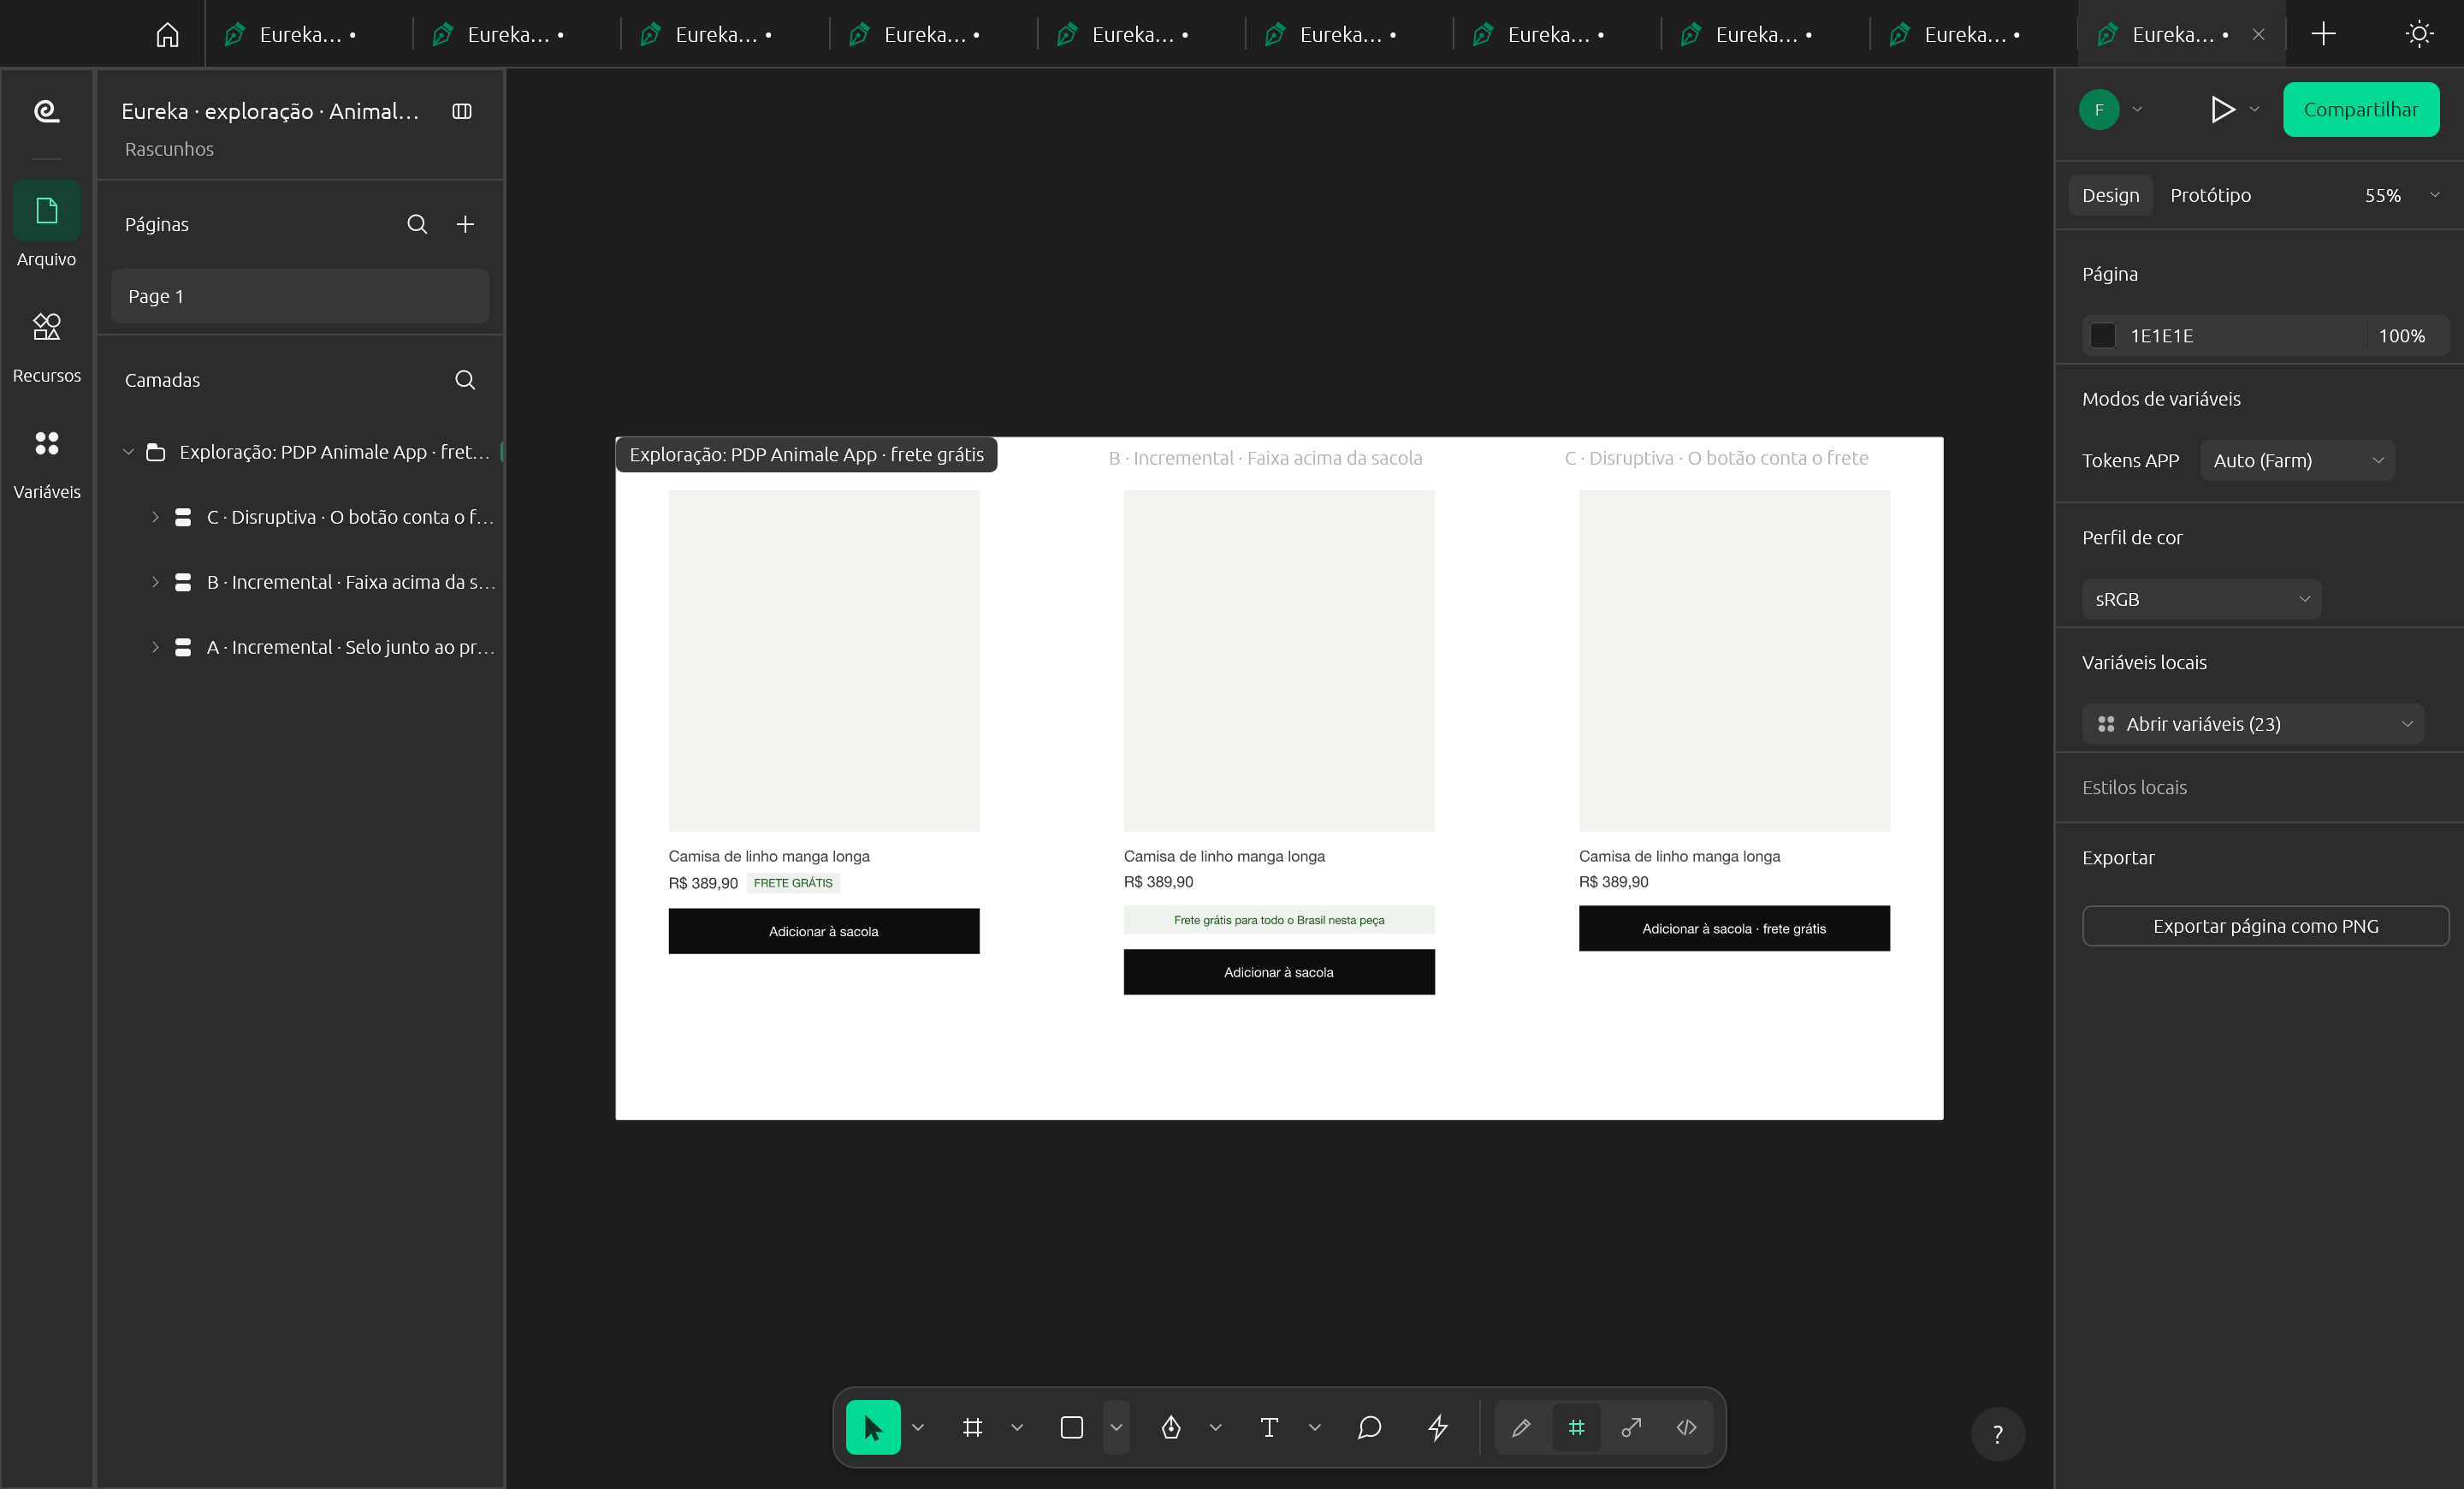 Eureka… •
Eureka… •
Eureka… •
Eureka… •
Eureka… •
Eureka… •
Eureka… •
Eureka… •
Eureka… •
Eureka… •
Eureka · exploração · Animal…
Rascunhos
Arquivo
Recursos
Variáveis
Páginas
Page 1
Camadas
Exploração: PDP Animale App · fret…
C · Disruptiva · O botão conta o f…
B · Incremental · Faixa acima da s…
A · Incremental · Selo junto ao pr…
Exploração: PDP Animale App · frete grátis
B · Incremental · Faixa acima da sacola
C · Disruptiva · O botão conta o frete
Camisa de linho manga longa
R$ 389,90
FRETE GRÁTIS
Adicionar à sacola
Camisa de linho manga longa
R$ 389,90
Frete grátis para todo o Brasil nesta peça
Adicionar à sacola
Camisa de linho manga longa
R$ 389,90
Adicionar à sacola · frete grátis
F
Compartilhar
Design
Protótipo
55%
Página
1E1E1E
100%
Modos de variáveis
Tokens APP
Auto (Farm)
Perfil de cor
sRGB
Variáveis locais
Abrir variáveis (23)
Estilos locais
Exportar
Exportar página como PNG
?